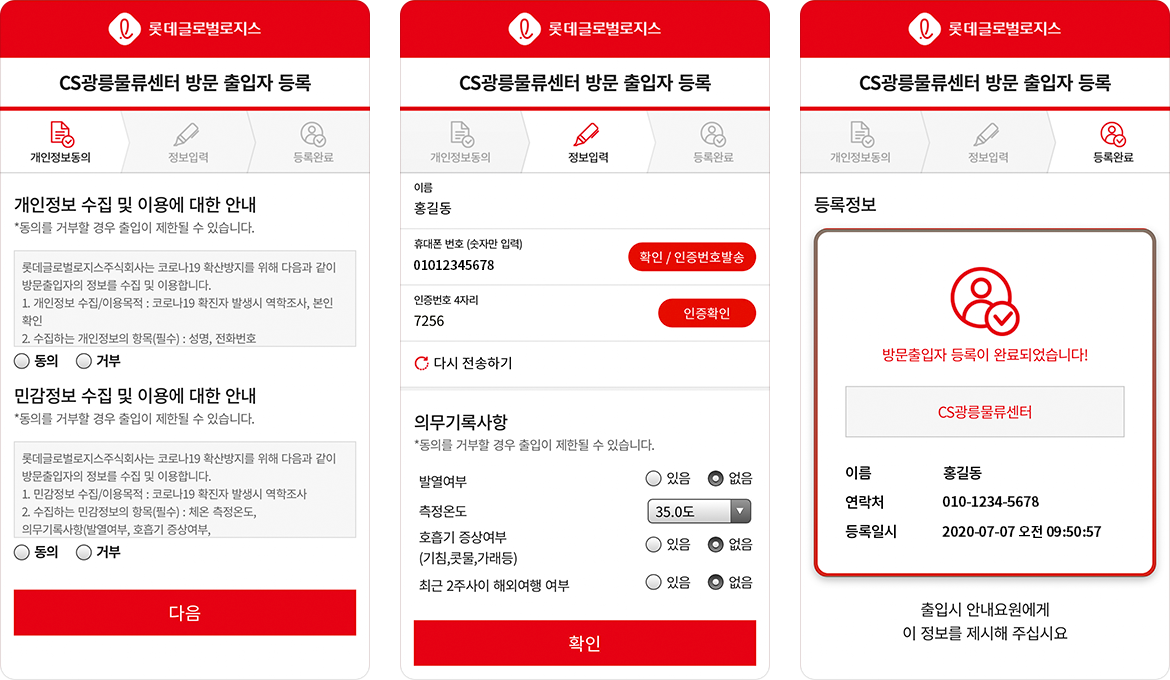 롯데글로벌로지스
CS광릉물류센터 방문 출입자 등록
개인정보동의
정보입력
등록완료
개인정보 수집 및 이용에 대한 안내
*동의를 거부할 경우 출입이 제한될 수 있습니다.
롯데글로벌로지스주식회사는 코로나19 확산방지를 위해 다음과 같이
방문출입자의 정보를 수집 및 이용합니다.
1. 개인정보 수집/이용목적 : 코로나19 확진자 발생시 역학조사, 본인
확인
2. 수집하는 개인정보의 항목(필수) : 성명, 전화번호
동의 거부
민감정보 수집 및 이용에 대한 안내
*동의를 거부할 경우 출입이 제한될 수 있습니다.
롯데글로벌로지스주식회사는 코로나19 확산방지를 위해 다음과 같이
방문출입자의 정보를 수집 및 이용합니다.
1. 민감정보 수집/이용목적 : 코로나19 확진자 발생시 역학조사
2. 수집하는 민감정보의 항목(필수) : 체온 측정온도,
의무기록사항(발열여부, 호흡기 증상여부,
동의 거부
다음
롯데글로벌로지스
CS광릉물류센터 방문 출입자 등록
개인정보동의
정보입력
등록완료
이름
홍길동
휴대폰 번호 (숫자만 입력)
01012345678
확인 / 인증번호발송
인증번호 4자리
7256
인증확인
다시 전송하기
의무기록사항
*동의를 거부할 경우 출입이 제한될 수 있습니다.
발열여부 있음 없음
측정온도 35.0도
호흡기 증상여부
(기침,콧물,가래등) 있음 없음
최근 2주사이 해외여행 여부 있음 없음
확인
롯데글로벌로지스
CS광릉물류센터 방문 출입자 등록
개인정보동의
정보입력
등록완료
등록정보
방문출입자 등록이 완료되었습니다!
CS광릉물류센터
이름 홍길동
연락처 010-1234-5678
등록일시 2020-07-07 오전 09:50:57
출입시 안내요원에게
이 정보를 제시해 주십시요